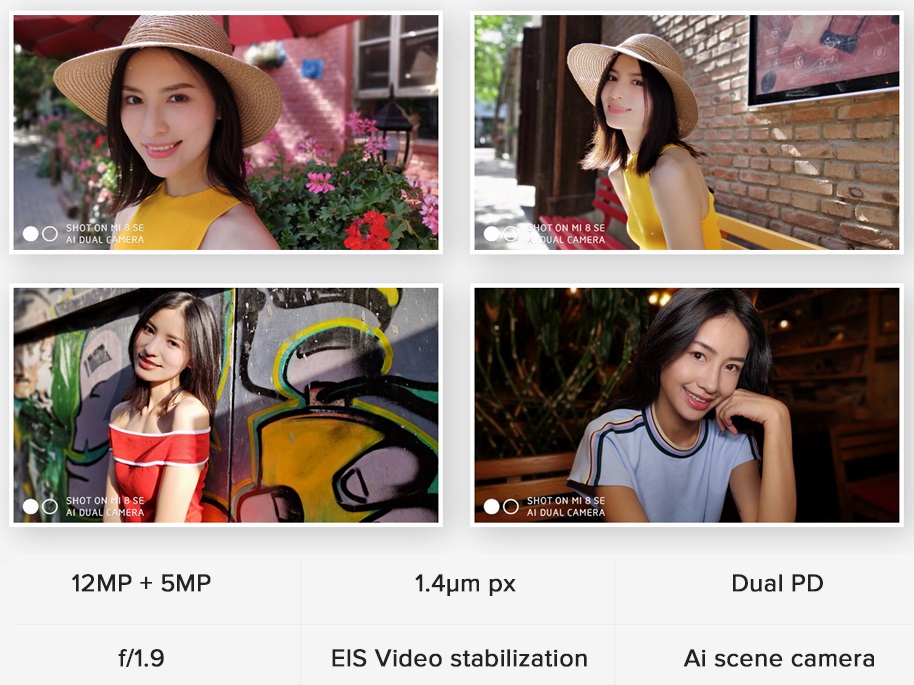 SHOT ON MI 8 SE
AI DUAL CAMERA
SHOT ON MI 8 SE
AI DUAL CAMERA
SHOT ON MI 8 SE
AI DUAL CAMERA
SHOT ON MI 8 SE
AI DUAL CAMERA
12MP + 5MP
1.4µm px
Dual PD
f/1.9
EIS Video stabilization
Ai scene camera